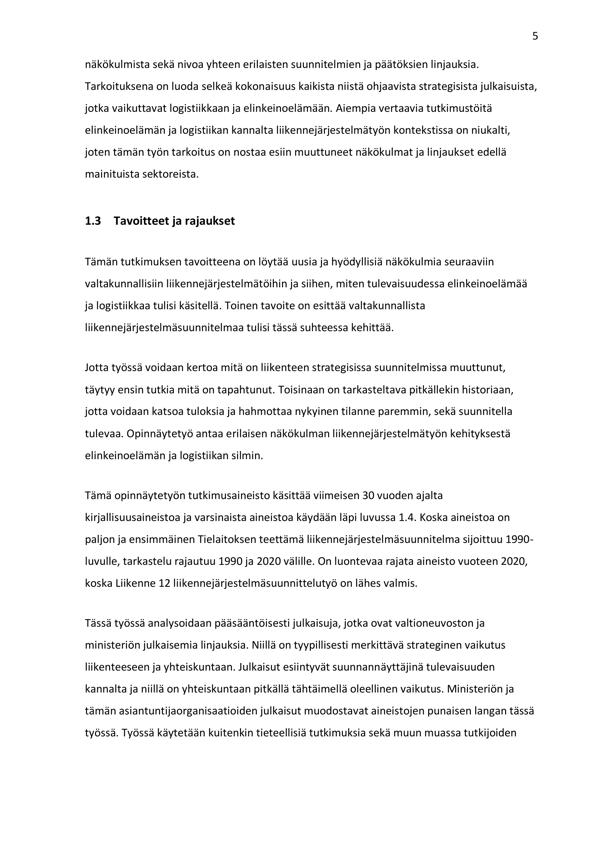 5
näkökulmista sekä nivoa yhteen erilaisten suunnitelmien ja päätöksien linjauksia.
Tarkoituksena on luoda selkeä kokonaisuus kaikista niistä ohjaavista strategisista julkaisuista,
jotka vaikuttavat logistiikkaan ja elinkeinoelämään. Aiempia vertaavia tutkimustöitä
elinkeinoelämän ja logistiikan kannalta liikennejärjestelmätyön kontekstissa on niukalti,
joten tämän työn tarkoitus on nostaa esiin muuttuneet näkökulmat ja linjaukset edellä
mainituista sektoreista.
1.3 Tavoitteet ja rajaukset
Tämän tutkimuksen tavoitteena on löytää uusia ja hyödyllisiä näkökulmia seuraaviin
valtakunnallisiin liikennejärjestelmätöihin ja siihen, miten tulevaisuudessa elinkeinoelämää
ja logistiikkaa tulisi käsitellä. Toinen tavoite on esittää valtakunnallista
liikennejärjestelmäsuunnitelmaa tulisi tässä suhteessa kehittää.
Jotta työssä voidaan kertoa mitä on liikenteen strategisissa suunnitelmissa muuttunut,
täytyy ensin tutkia mitä on tapahtunut. Toisinaan on tarkasteltava pitkällekin historiaan,
jotta voidaan katsoa tuloksia ja hahmottaa nykyinen tilanne paremmin, sekä suunnitella
tulevaa. Opinnäytetyö antaa erilaisen näkökulman liikennejärjestelmätyön kehityksestä
elinkeinoelämän ja logistiikan silmin.
Tämä opinnäytetyön tutkimusaineisto käsittää viimeisen 30 vuoden ajalta
kirjallisuusaineistoa ja varsinaista aineistoa käydään läpi luvussa 1.4. Koska aineistoa on
paljon ja ensimmäinen Tielaitoksen teettämä liikennejärjestelmäsuunnitelma sijoittuu 1990-
luvulle, tarkastelu rajautuu 1990 ja 2020 välille. On luontevaa rajata aineisto vuoteen 2020,
koska Liikenne 12 liikennejärjestelmäsuunnittelutyö on lähes valmis.
Tässä työssä analysoidaan pääsääntöisesti julkaisuja, jotka ovat valtioneuvoston ja
ministeriön julkaisemia linjauksia. Niillä on tyypillisesti merkittävä strateginen vaikutus
liikenteeseen ja yhteiskuntaan. Julkaisut esiintyvät suunnannäyttäjinä tulevaisuuden
kannalta ja niillä on yhteiskuntaan pitkällä tähtäimellä oleellinen vaikutus. Ministeriön ja
tämän asiantuntijaorganisaatioiden julkaisut muodostavat aineistojen punaisen langan tässä
työssä. Työssä käytetään kuitenkin tieteellisiä tutkimuksia sekä muun muassa tutkijoiden